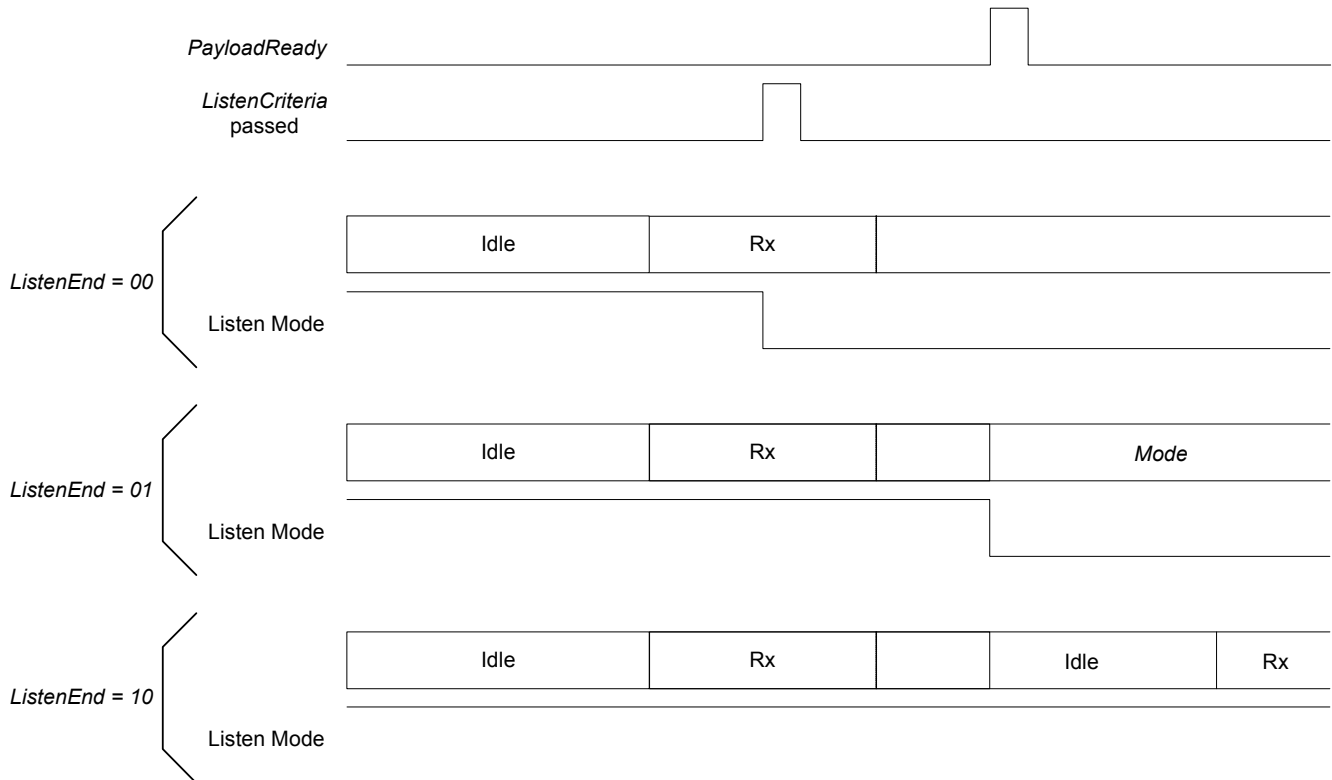 PayloadReady
ListenCriteria
passed
Idle
Rx
ListenEnd = 00
Listen Mode
Idle
Rx
Mode
ListenEnd = 01
Listen Mode
Idle
Rx
Idle
Rx
ListenEnd = 10
Listen Mode